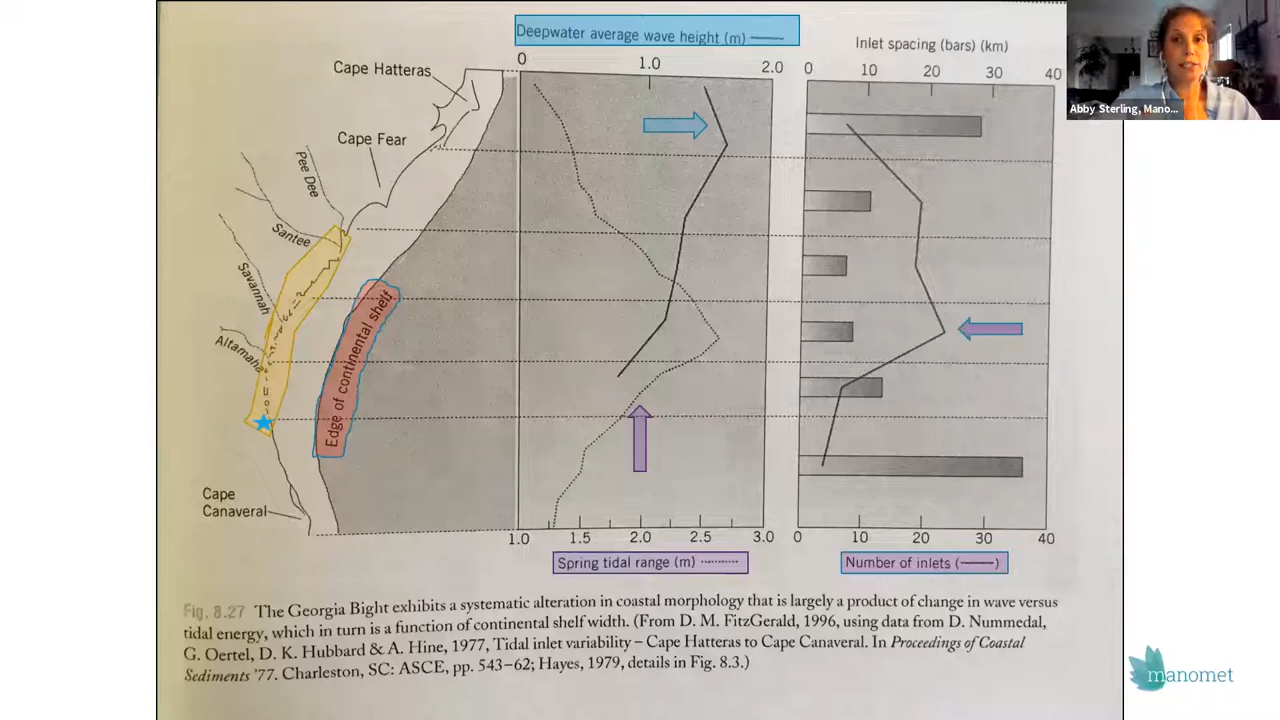 Deepwater average wave height (m)
Inlet spacing (bars) (km)
0
1.0
2.0
0
10
20
30
40
Cape Hatteras
Cape Fear
Pee Dee
Santee
Savannah
Altamaha
Edge of continental shelf
Cape
Canaveral
1.0
1.5
2.0
2.5
3.0
0
10
20
30
40
Spring tidal range (m)
Number of inlets (—)
Fig. 8.27 The Georgia Bight exhibits a systematic alteration in coastal morphology that is largely a product of change in wave versus
tidal energy, which in turn is a function of continental shelf width. (From D. M. FitzGerald, 1996, using data from D. Nummedal,
G. Oertel, D. K. Hubbard & A. Hine, 1977, Tidal inlet variability – Cape Hatteras to Cape Canaveral. In Proceedings of Coastal
Sediments '77. Charleston, SC: ASCE, pp. 543–62; Hayes, 1979, details in Fig. 8.3.)
Abby Sterling, Mano...
manomet